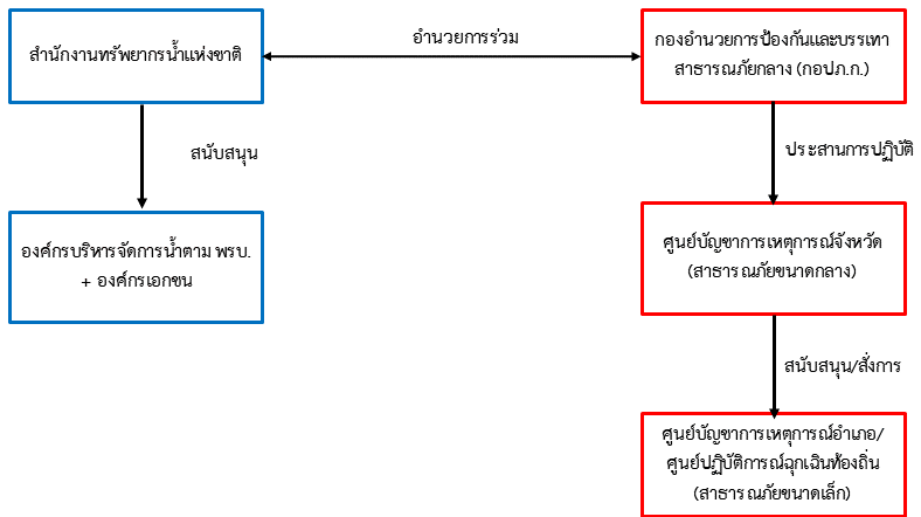 สำนักงานทรัพยากรน้ำแห่งชาติ
อำนวยการร่วม
กองอำนวยการป้องกันและบรรเทา
สาธารณภัยกลาง (กอปภ.ก.)
สนับสนุน
ประสานการปฏิบัติ
องค์กรบริหารจัดการน้ำตาม พรบ.
+ องค์กรเอกชน
ศูนย์บัญชาการเหตุการณ์จังหวัด
(สาธารณภัยขนาดกลาง)
สนับสนุน/สั่งการ
ศูนย์บัญชาการเหตุการณ์อำเภอ/
ศูนย์ปฏิบัติการณ์ฉุกเฉินท้องถิ่น
(สาธารณภัยขนาดเล็ก)